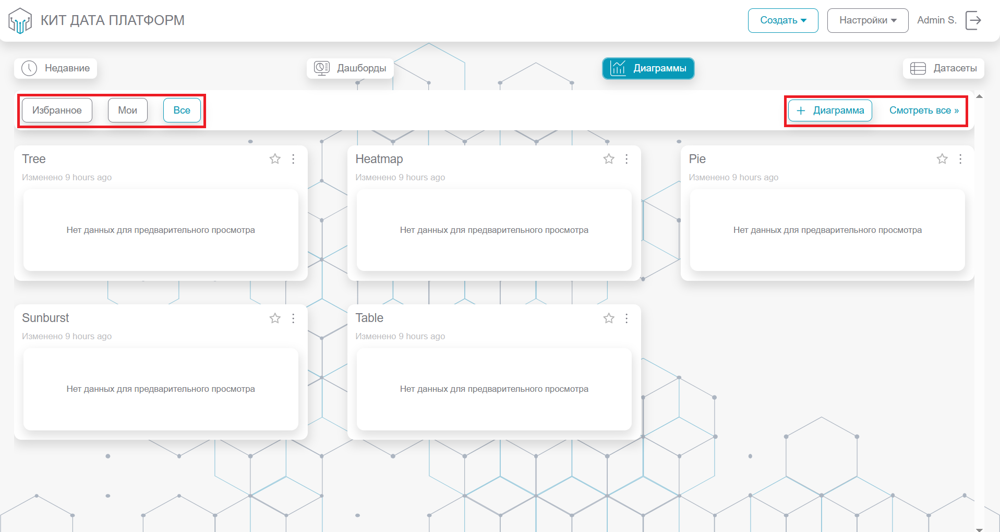 КИТ ДАТА ПЛАТФОРМ
Создать
Настройки
Admin S.
Недавние
Дашборды
Диаграммы
Датасеты
Избранное
Мои
Все
+ Диаграмма
Смотреть все »
Tree
Изменено 9 hours ago
Нет данных для предварительного просмотра
Heatmap
Изменено 9 hours ago
Нет данных для предварительного просмотра
Pie
Изменено 9 hours ago
Нет данных для предварительного просмотра
Sunburst
Изменено 9 hours ago
Нет данных для предварительного просмотра
Table
Изменено 9 hours ago
Нет данных для предварительного просмотра